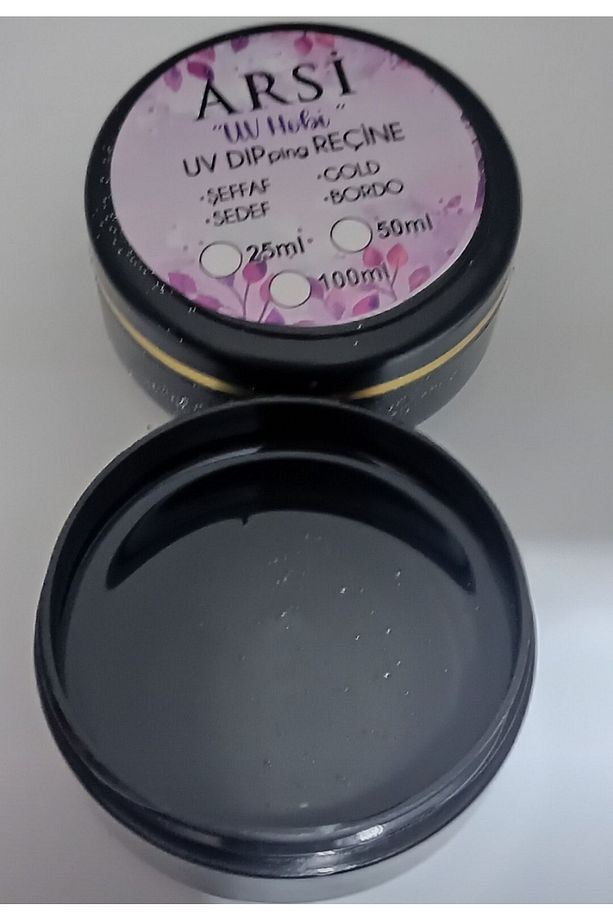 ARSİ
"UV Hobi"
UV DIPping REÇİNE
·ŞEFFAF ·GOLD
·SEDEF ·BORDO
25ml· 50ml
100ml